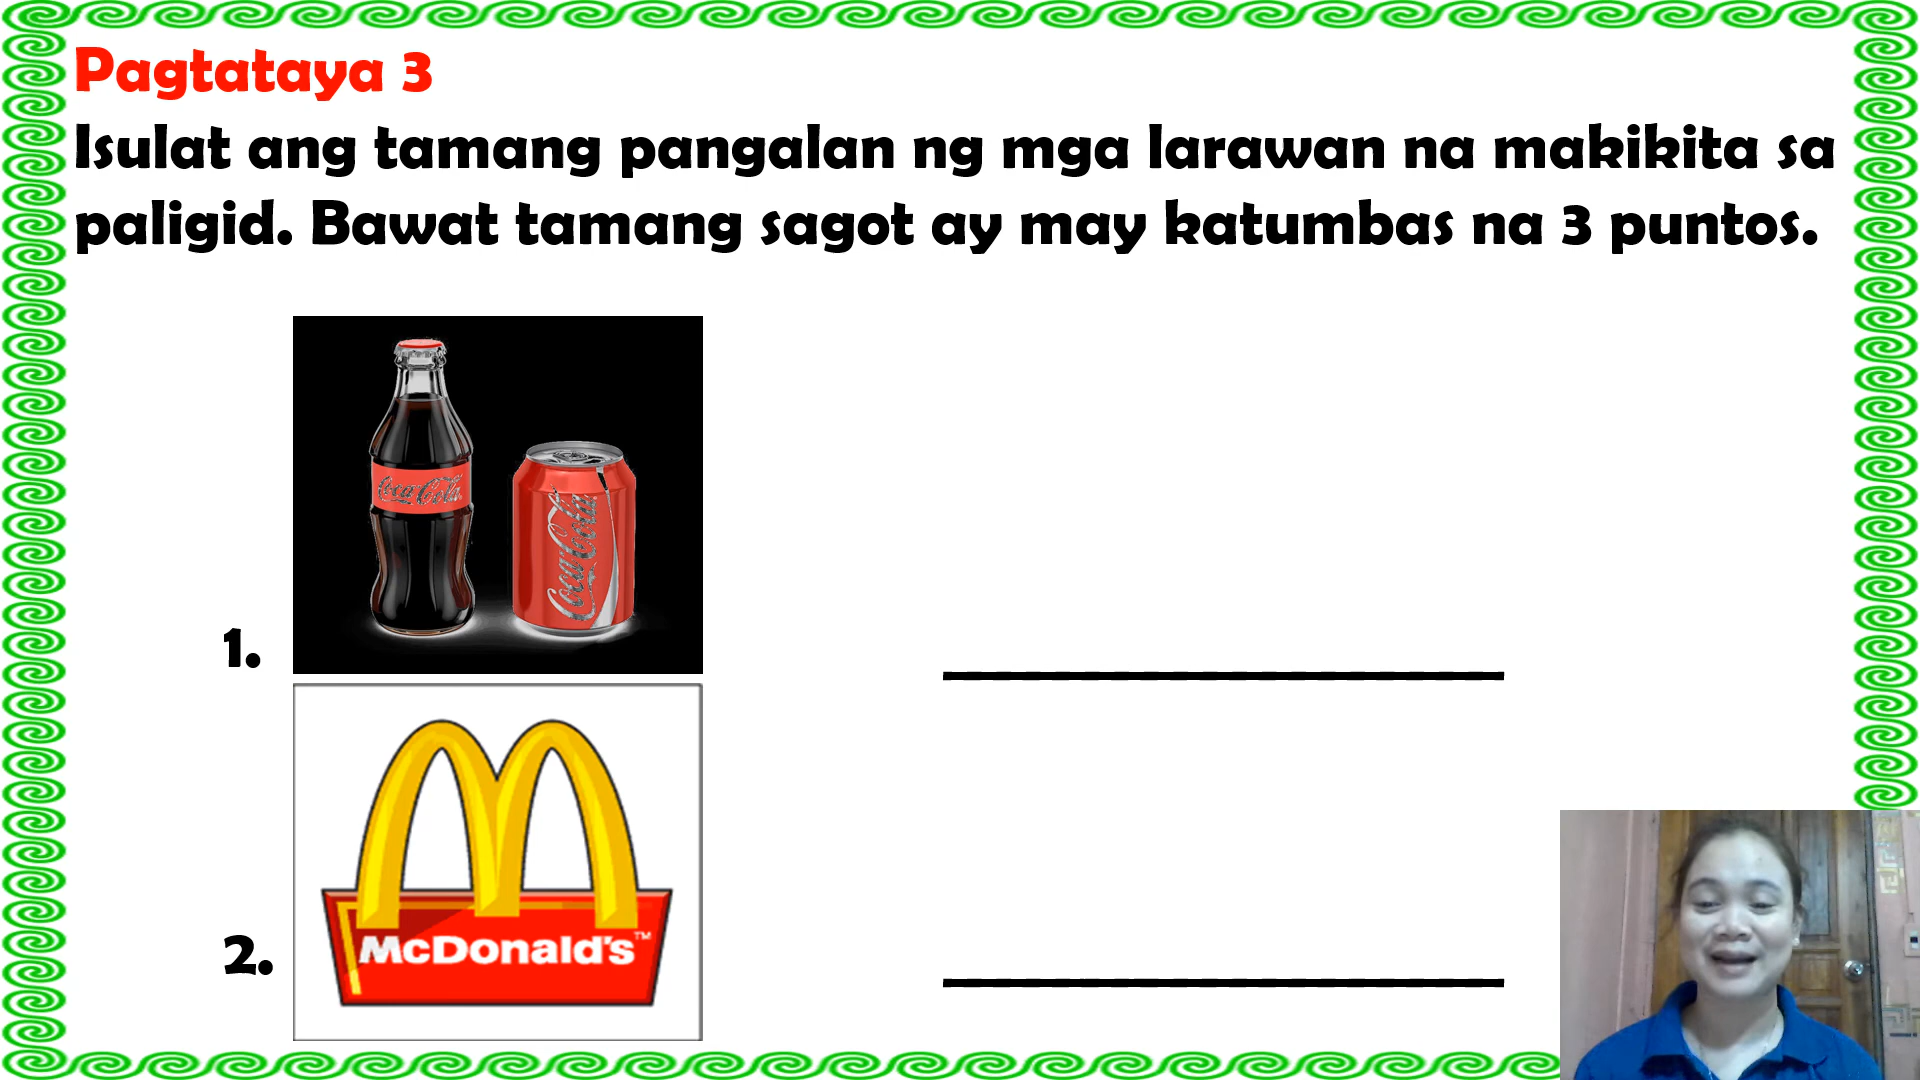 Pagtataya 3
Isulat ang tamang pangalan ng mga larawan na makikita sa
paligid. Bawat tamang sagot ay may katumbas na 3 puntos.
Coca-Cola
Coca-Cola
1.
McDonald's™
2.